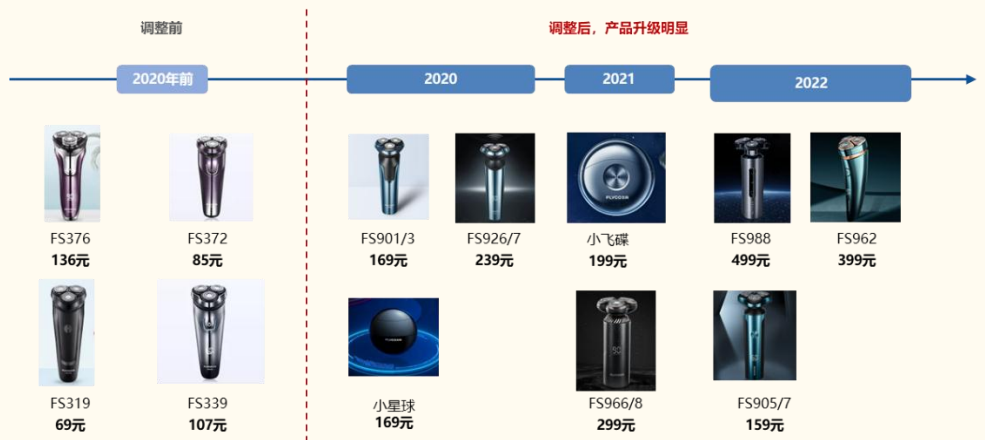 调整前
调整后，产品升级明显
2020年前
2020
2021
2022
FS376
136元
FS372
85元
FS901/3
169元
FS926/7
239元
小飞碟
199元
FS988
499元
FS962
399元
FLYCO
FLYCO
FS319
69元
FS339
107元
小星球
169元
FS966/8
299元
FS905/7
159元